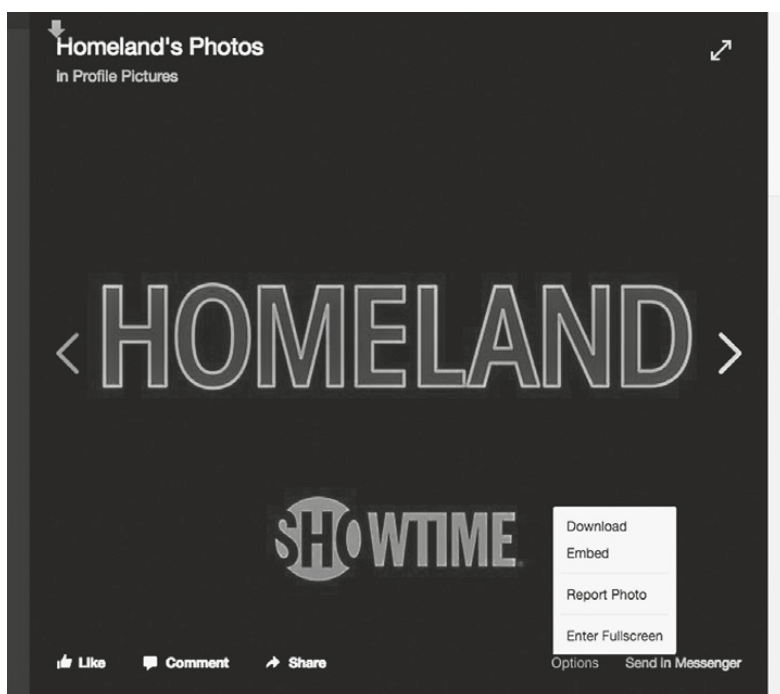 Homeland's Photos
in Profile Pictures
HOMELAND
SHOWTIME
Download
Embed
Report Photo
Enter Fullscreen
Like Comment Share Options Send in Messenger